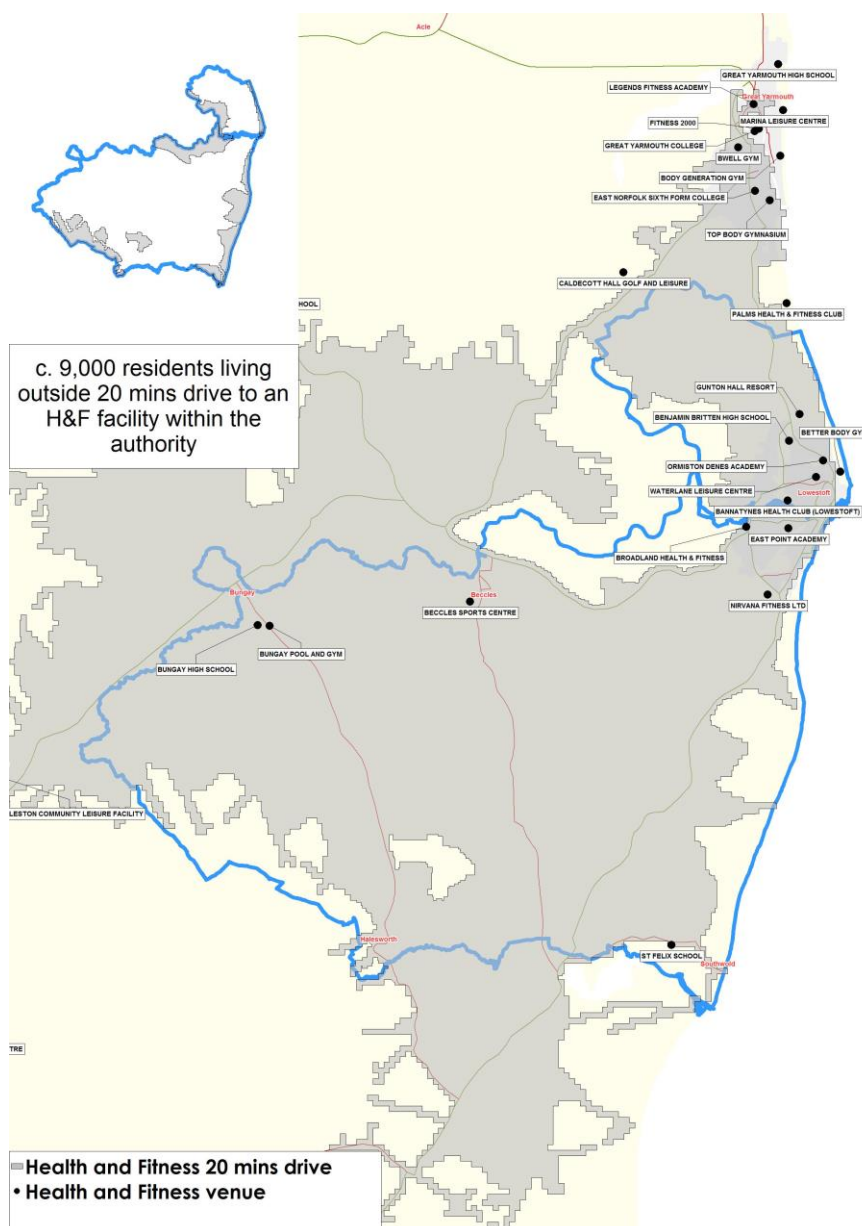 Acle
GREAT YARMOUTH HIGH SCHOOL
LEGENDS FITNESS ACADEMY
Great Yarmouth
MARINA LEISURE CENTRE
FITNESS 2000
GREAT YARMOUTH COLLEGE
BWELL GYM
BODY GENERATION GYM
EAST NORFOLK SIXTH FORM COLLEGE
TOP BODY GYMNASIUM
CALDECOTT HALL GOLF AND LEISURE
CHOOL
PALMS HEALTH & FITNESS CLUB
c. 9,000 residents living
outside 20 mins drive to an
H&F facility within the
authority
GUNTON HALL RESORT
BENJAMIN BRITTEN HIGH SCHOOL
BETTER BODY GY
ORMISTON DENES ACADEMY
WATERLANE LEISURE CENTRE
Lowestoft
BANNATYNES HEALTH CLUB (LOWESTOFT)
EAST POINT ACADEMY
BROADLAND HEALTH & FITNESS
Bungay
Beccles
NIRVANA FITNESS LTD
BECCLES SPORTS CENTRE
BUNGAY POOL AND GYM
BUNGAY HIGH SCHOOL
LESTON COMMUNITY LEISURE FACILITY
Halesworth
ST FELIX SCHOOL
Southwold
TRE
Health and Fitness 20 mins drive
Health and Fitness venue